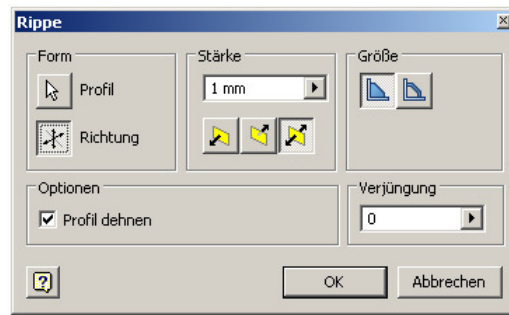 Rippe
Form
Profil
Richtung
Stärke
1 mm
Größe
Optionen
Profil dehnen
Verjüngung
0
OK
Abbrechen